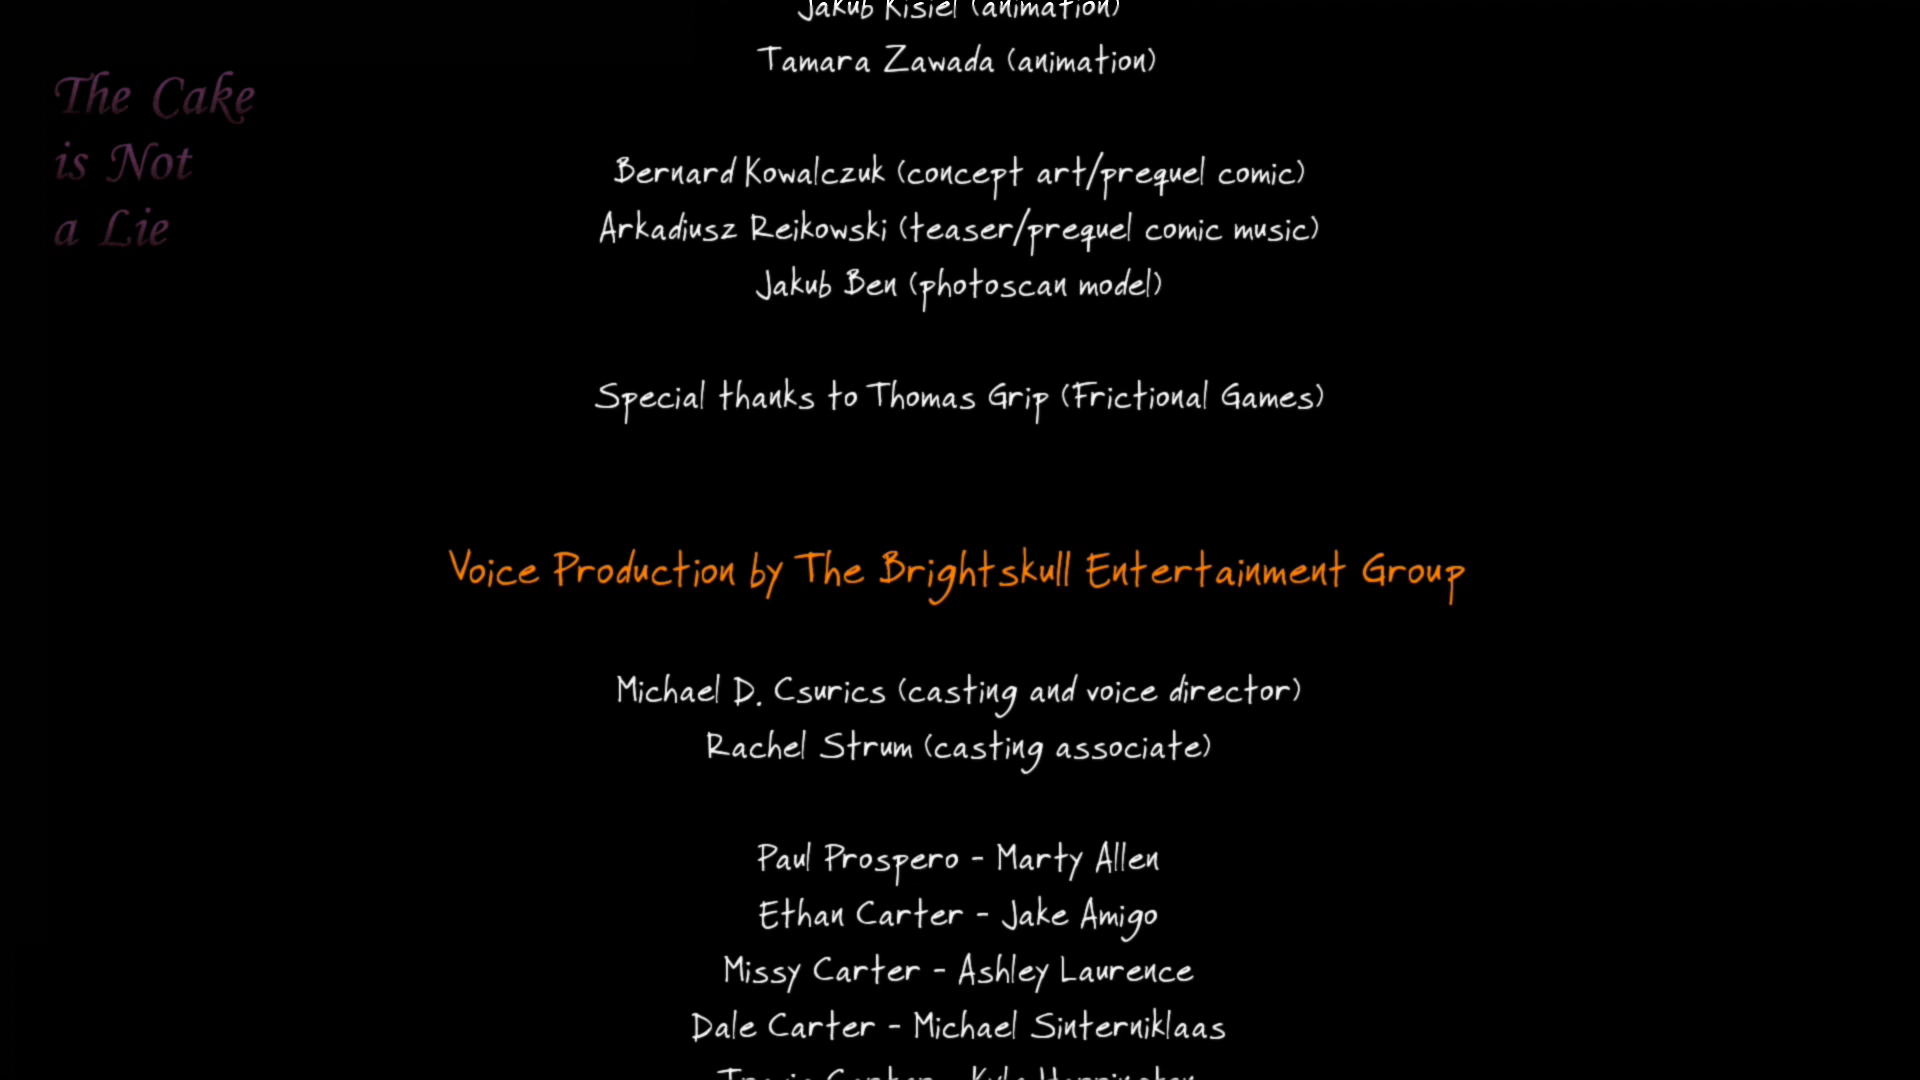 Jakub Kisiel (animation)
Tamara Zawada (animation)
The Cake
is Not
a Lie
Bernard Kowalczuk (concept art/prequel comic)
Arkadiusz Reikowski (teaser/prequel comic music)
Jakub Ben (photoscan model)
Special thanks to Thomas Grip (Frictional Games)
Voice Production by The Brightskull Entertainment Group
Michael D. Csurics (casting and voice director)
Rachel Strum (casting associate)
Paul Prospero - Marty Allen
Ethan Carter - Jake Amigo
Missy Carter - Ashley Laurence
Dale Carter - Michael Sinterniklaas